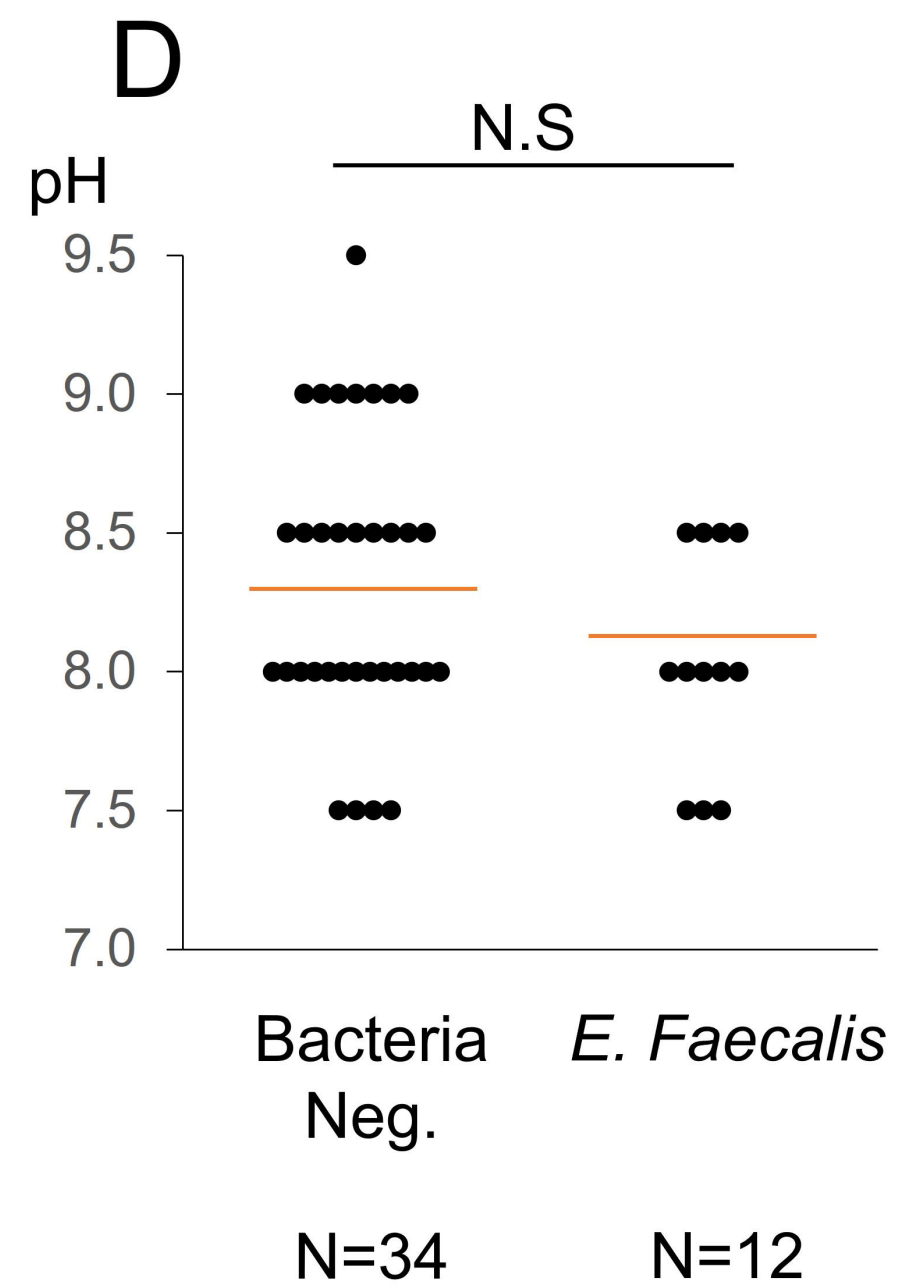 D
N.S
pH
9.5
9.0
8.5
8.0
7.5
7.0
Bacteria Neg.
E. Faecalis
N=34
N=12